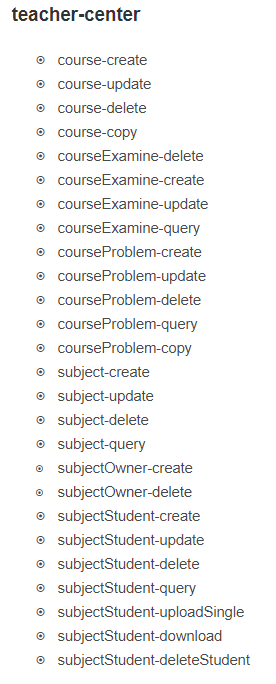 teacher-center
course-create
course-update
course-delete
course-copy
courseExamine-delete
courseExamine-create
courseExamine-update
courseExamine-query
courseProblem-create
courseProblem-update
courseProblem-delete
courseProblem-query
courseProblem-copy
subject-create
subject-update
subject-delete
subject-query
subjectOwner-create
subjectOwner-delete
subjectStudent-create
subjectStudent-update
subjectStudent-delete
subjectStudent-query
subjectStudent-uploadSingle
subjectStudent-download
subjectStudent-deleteStudent